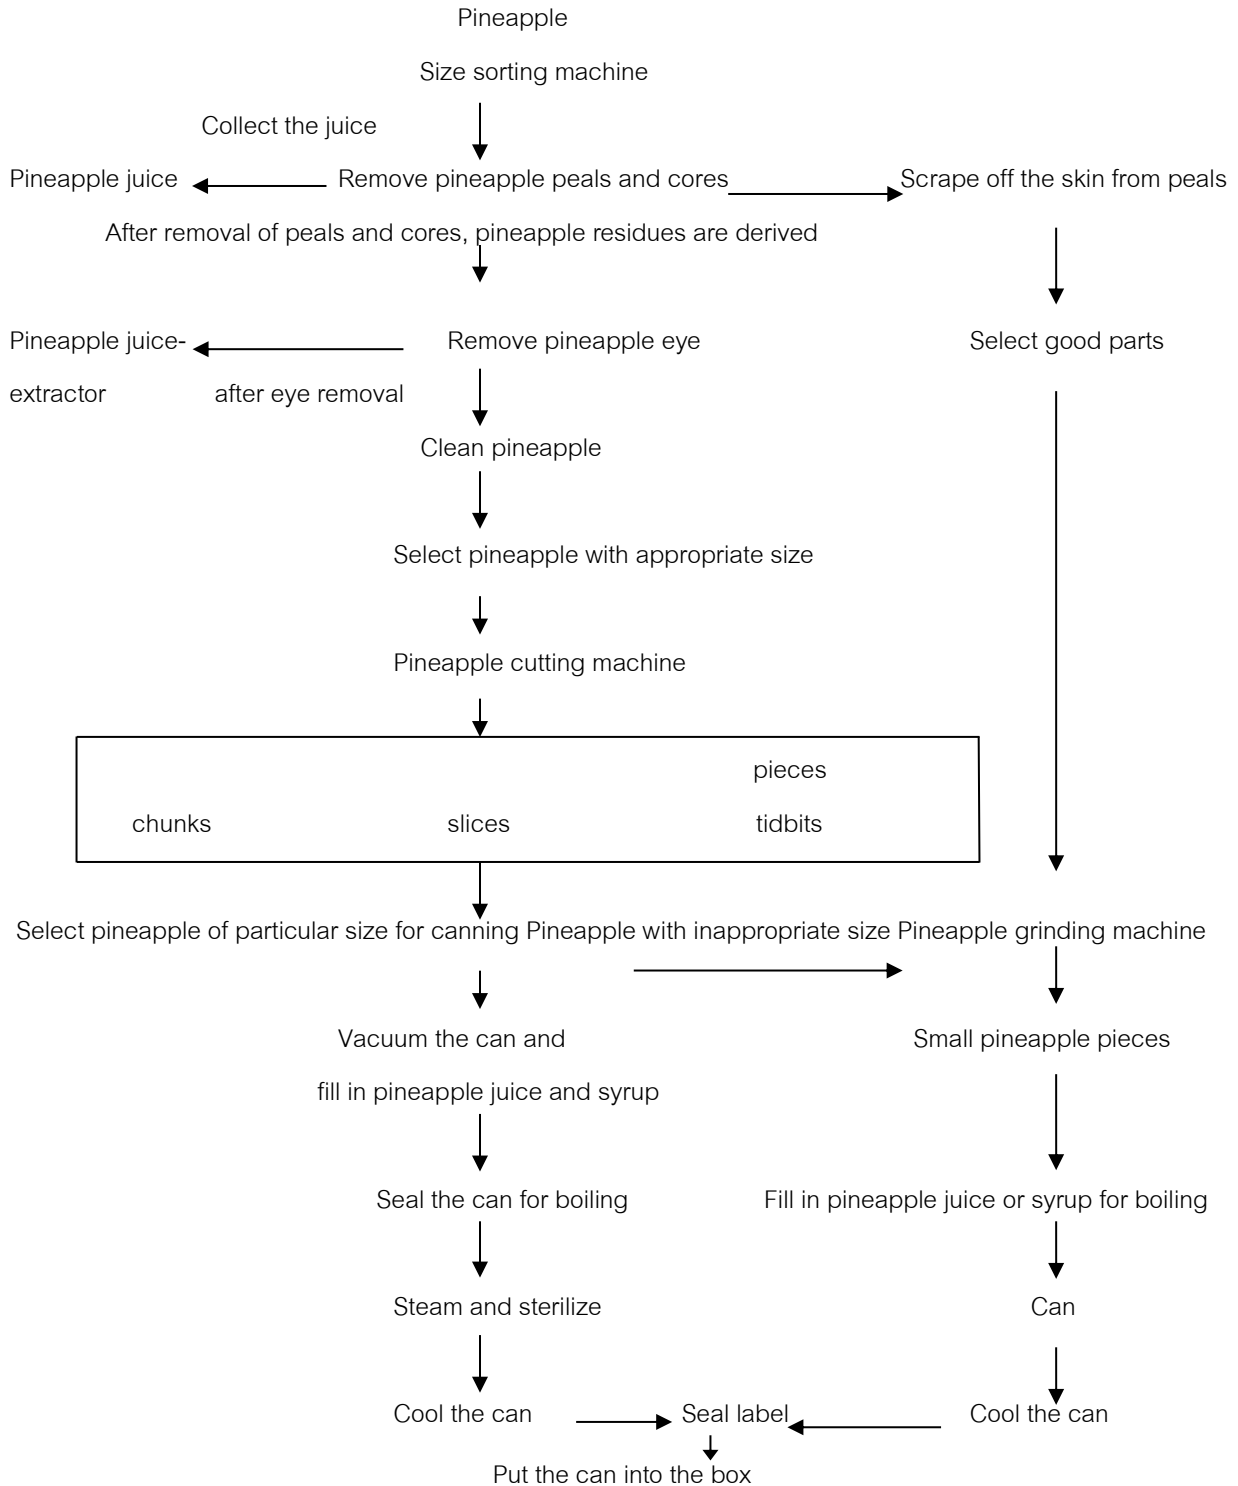 Pineapple
Size sorting machine
Collect the juice
Pineapple juice Remove pineapple peals and cores Scrape off the skin from peals
After removal of peals and cores, pineapple residues are derived
Pineapple juice- Remove pineapple eye Select good parts
extractor after eye removal
Clean pineapple
Select pineapple with appropriate size
Pineapple cutting machine
pieces
chunks slices tidbits
Select pineapple of particular size for canning Pineapple with inappropriate size Pineapple grinding machine
Vacuum the can and Small pineapple pieces
fill in pineapple juice and syrup
Seal the can for boiling Fill in pineapple juice or syrup for boiling
Steam and sterilize Can
Cool the can Seal label Cool the can
Put the can into the box